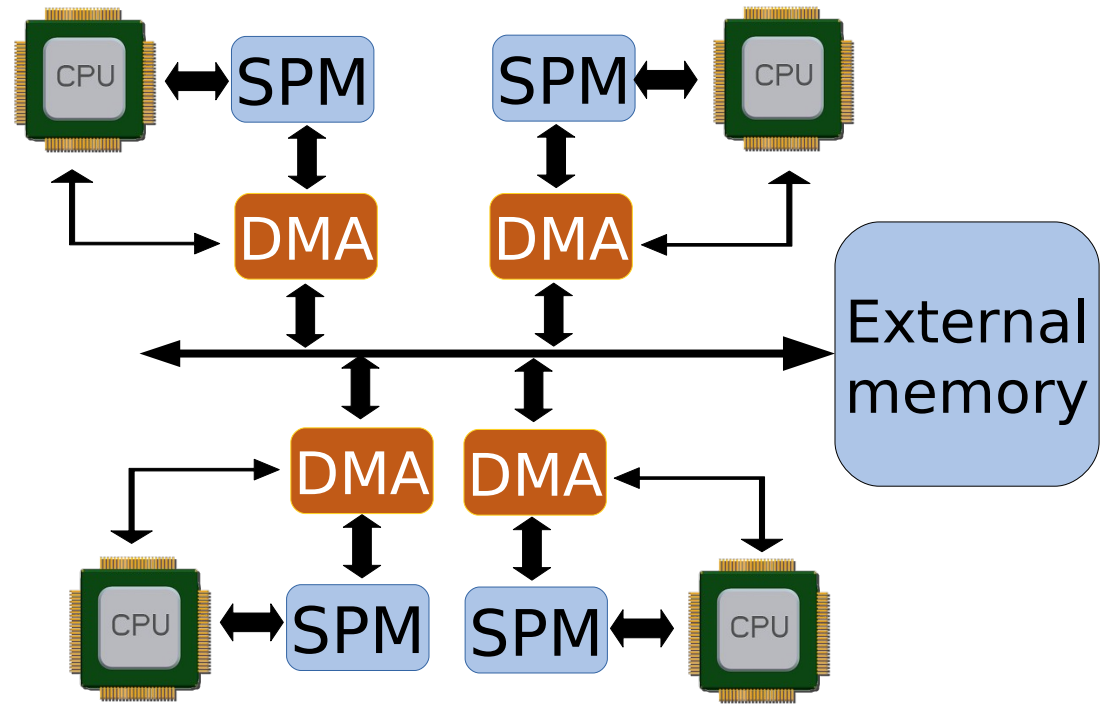 CPU
SPM
SPM
CPU
DMA
DMA
External
memory
DMA
DMA
CPU
SPM
SPM
CPU